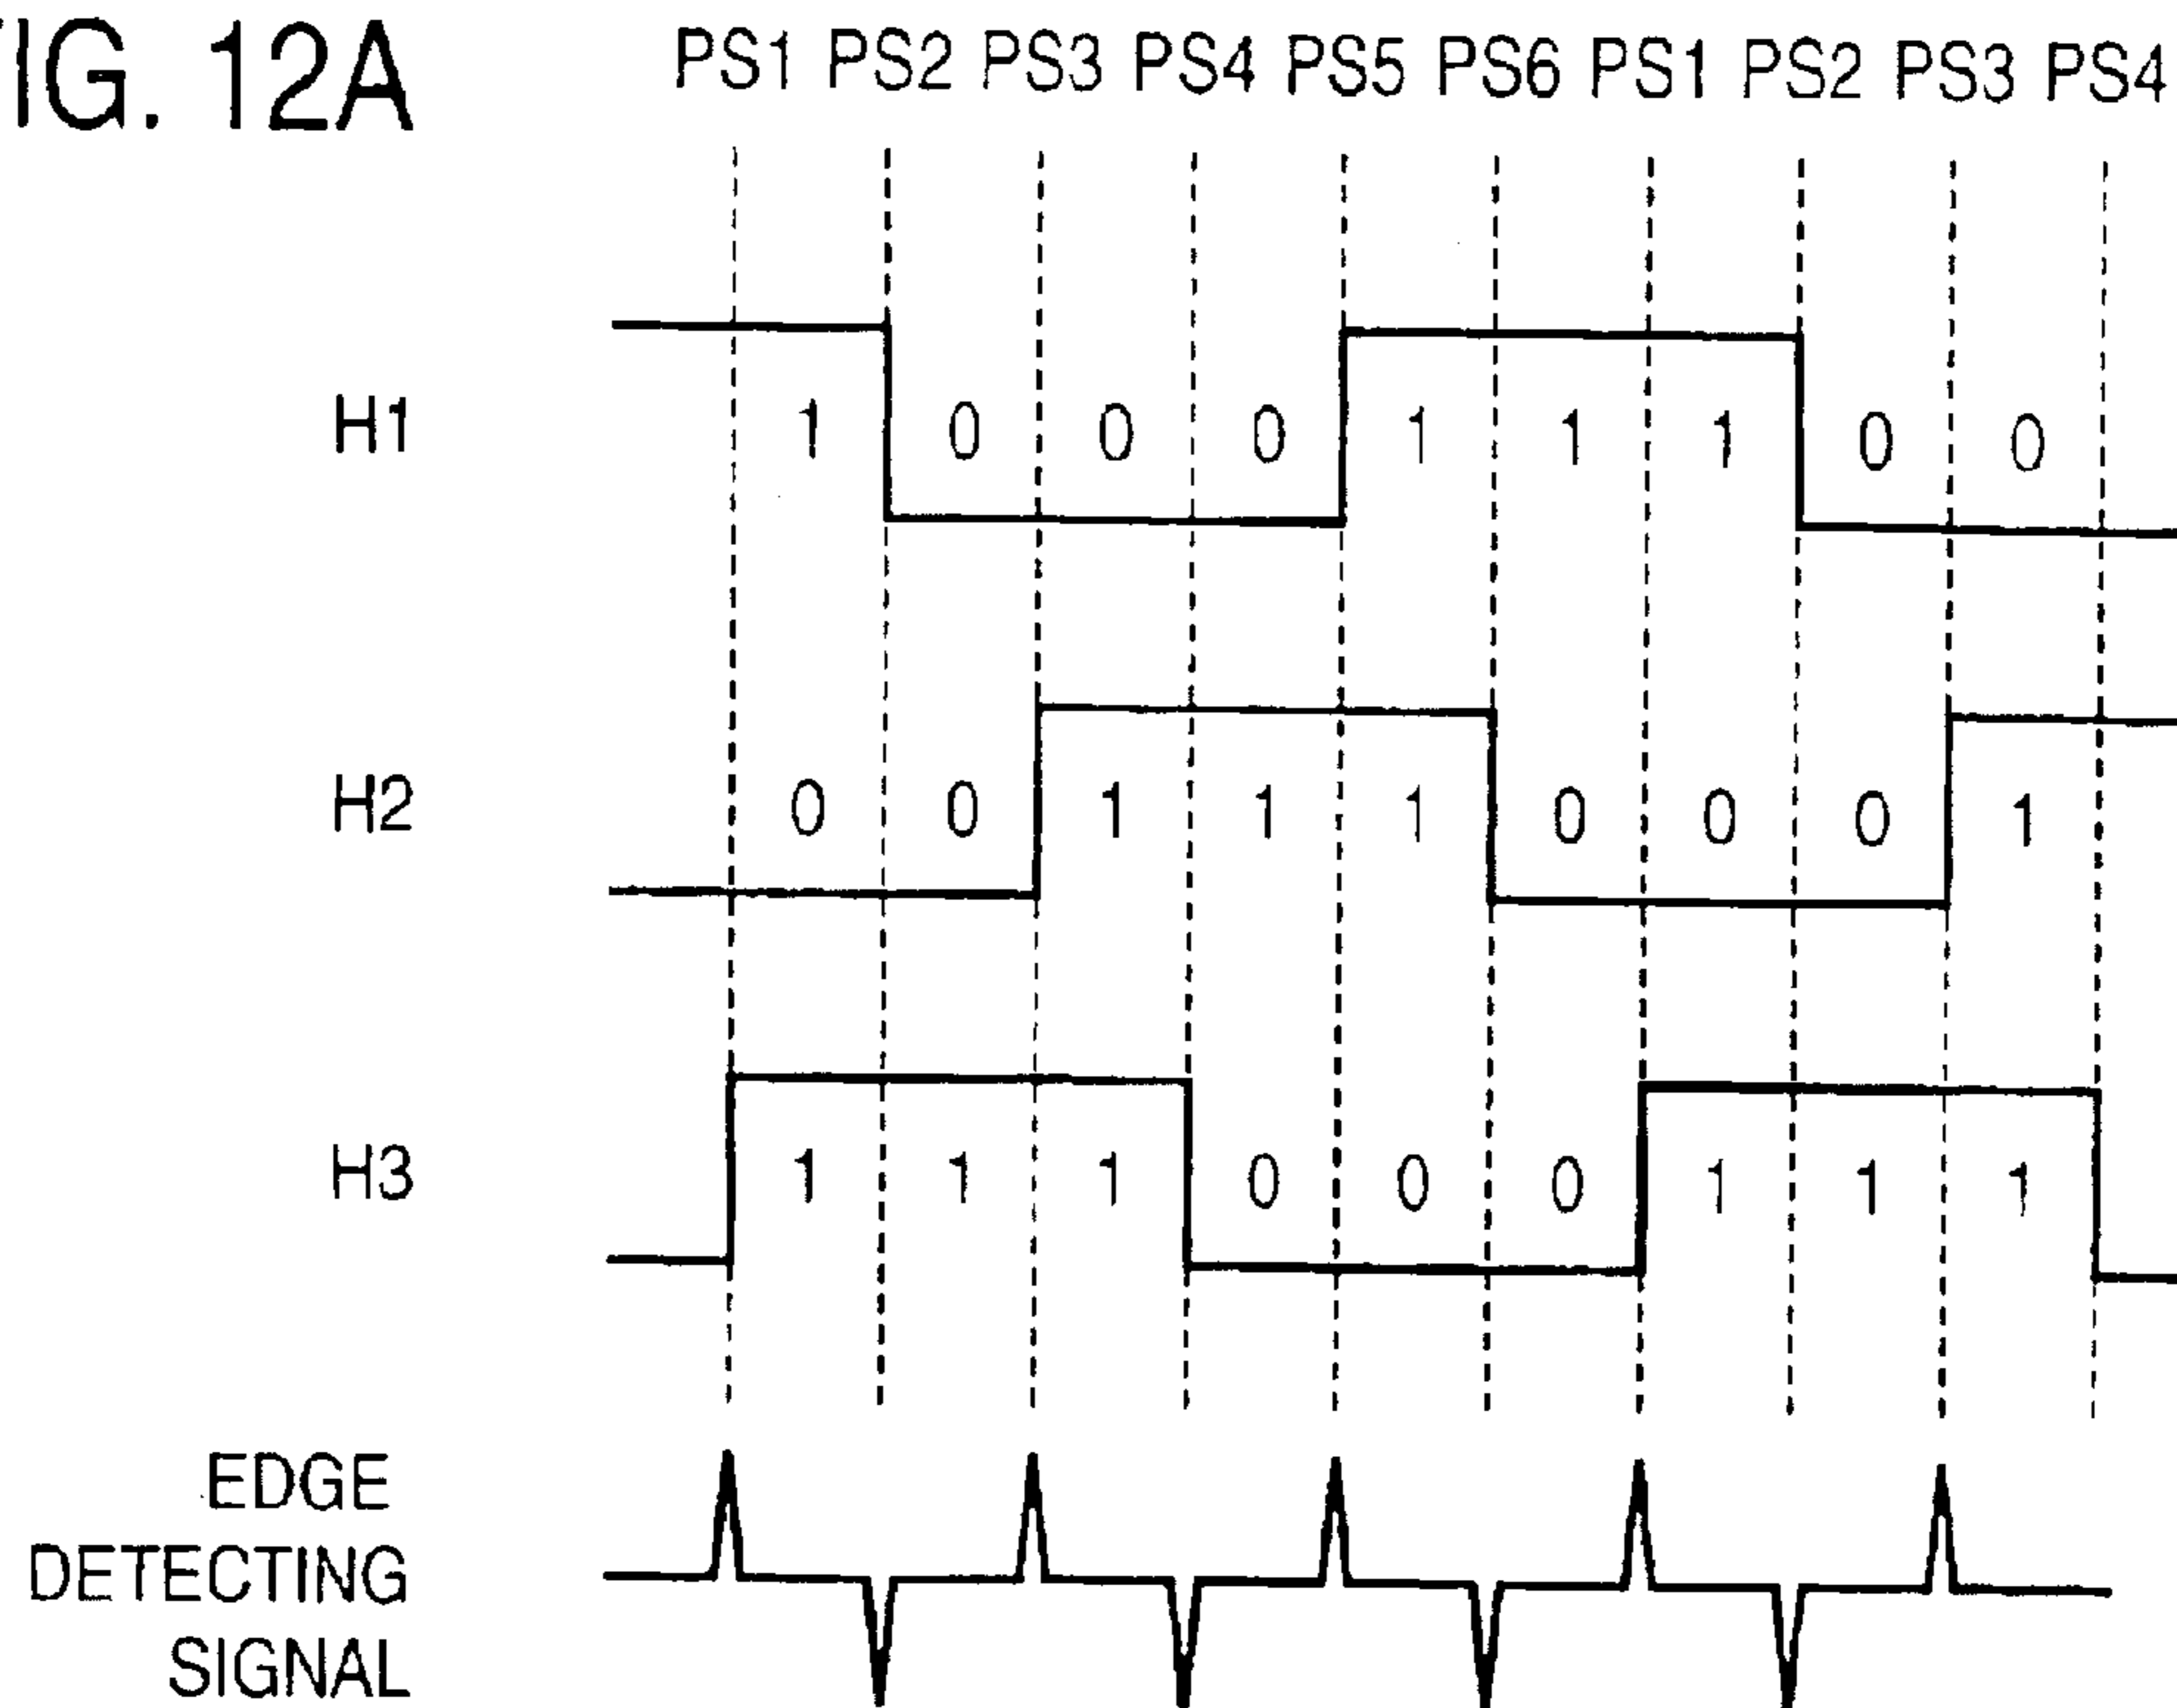 FIG. 12A
PS1 PS2 PS3 PS4 PS5 PS6 PS1 PS2 PS3 PS4
H1 1 0 0 0 1 1 1 0 0
H2 0 0 1 1 1 0 0 0 1
H3 1 1 1 0 0 0 1 1 1
EDGE
DETECTING
SIGNAL